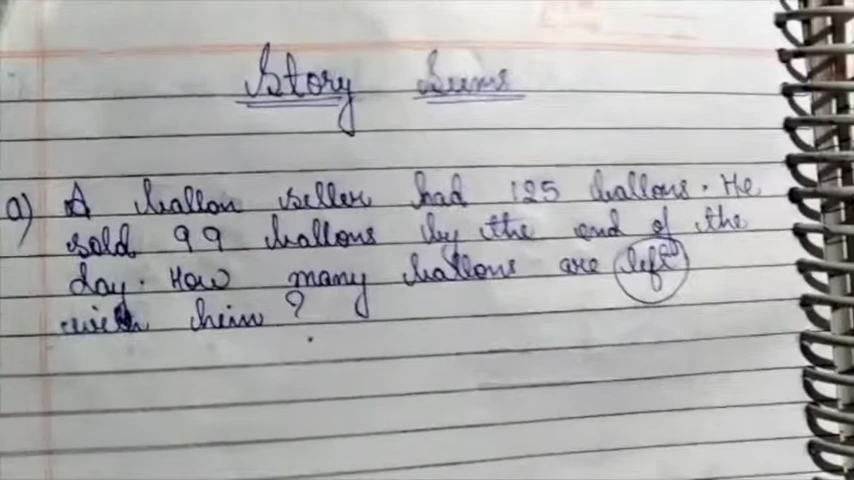 Story Sums
a) A ballon seller had 125 ballons. He
sold 99 ballons by the end of the
day. How many ballons are left
with him?